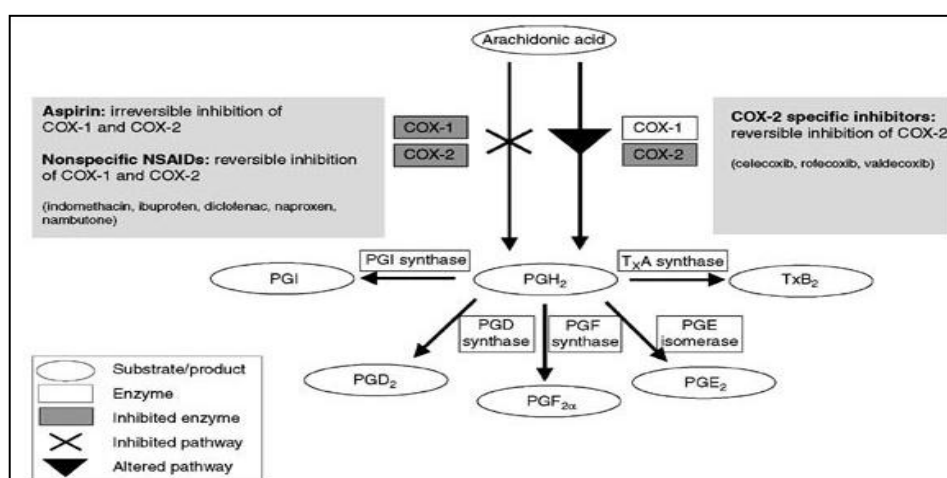 Arachidonic acid
Aspirin: irreversible inhibition of
COX-1 and COX-2
Nonspecific NSAIDs: reversible inhibition
of COX-1 and COX-2
(indomethacin, ibuprofen, diclofenac, naproxen,
nambutone)
COX-1
COX-2
COX-1
COX-2
COX-2 specific inhibitors:
reversible inhibition of COX-2
(celecoxib, rofecoxib, valdecoxib)
PGI synthase
TXA synthase
PGI
PGH2
TxB2
PGD
synthase
PGF
synthase
PGE
isomerase
PGD2
PGF2α
PGE2
Substrate/product
Enzyme
Inhibited enzyme
Inhibited pathway
Altered pathway